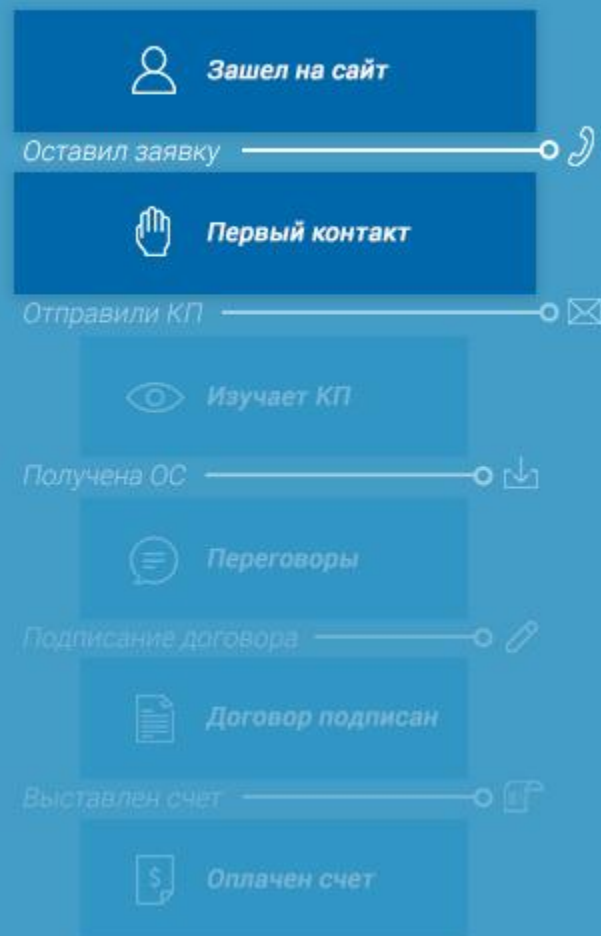 Зашел на сайт
Оставил заявку
Первый контакт
Отправили КП
Изучает КП
Получена ОС
Переговоры
Подписание договора
Договор подписан
Выставлен счет
Оплачен счет